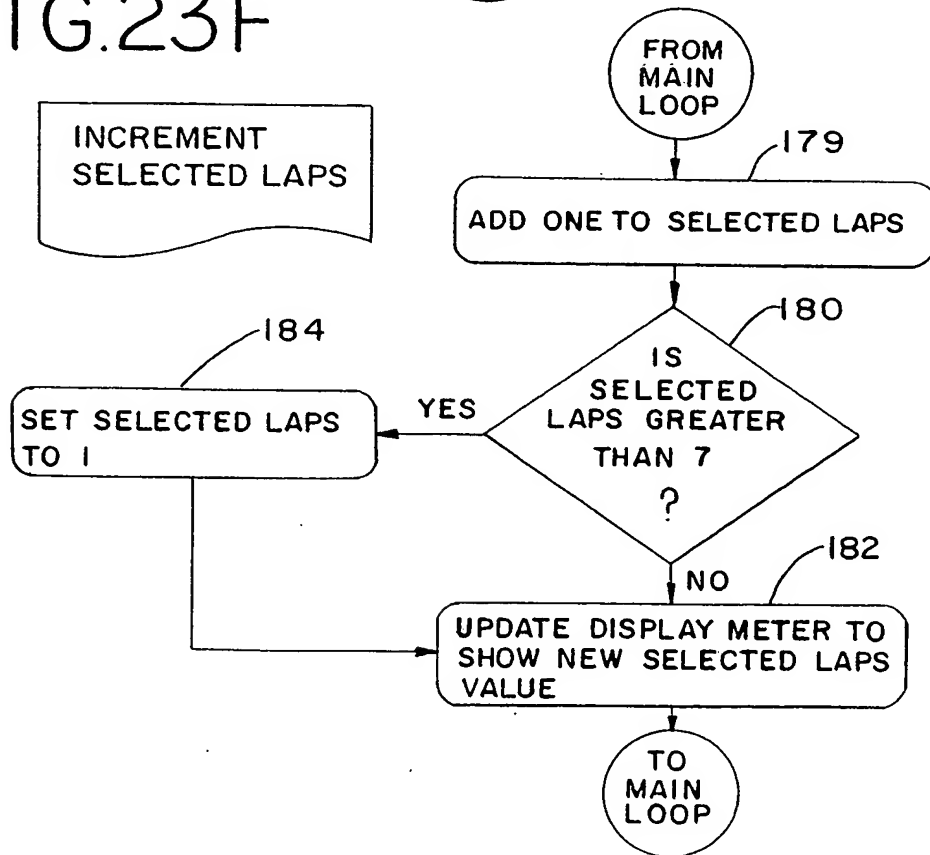 IG.23F
FROM
MAIN
LOOP
INCREMENT
SELECTED LAPS
179
ADD ONE TO SELECTED LAPS
180
IS
SELECTED
LAPS GREATER
THAN 7
?
184
YES
SET SELECTED LAPS
TO 1
NO
182
UPDATE DISPLAY METER TO
SHOW NEW SELECTED LAPS
VALUE
TO
MAIN
LOOP